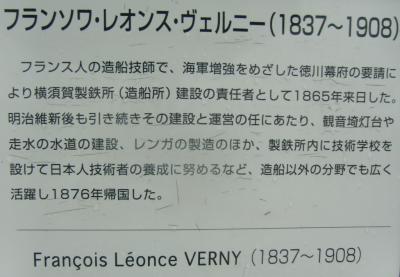 フランソワ・レオンス・ヴェルニー(1837〜1908)
フランス人の造船技師で、海軍増強をめざした徳川幕府の要請
により横須賀製鉄所(造船所)建設の責任者として1865年来日した。
明治維新後も引き続きその建設と運営の任にあたり、観音埼灯台や
走水の水道の建設、レンガの製造のほか、製鉄所内に技術学校を
設けて日本人技術者の養成に努めるなど、造船以外の分野でも広く
活躍し1876年帰国した。
François Léonce VERNY (1837〜1908)